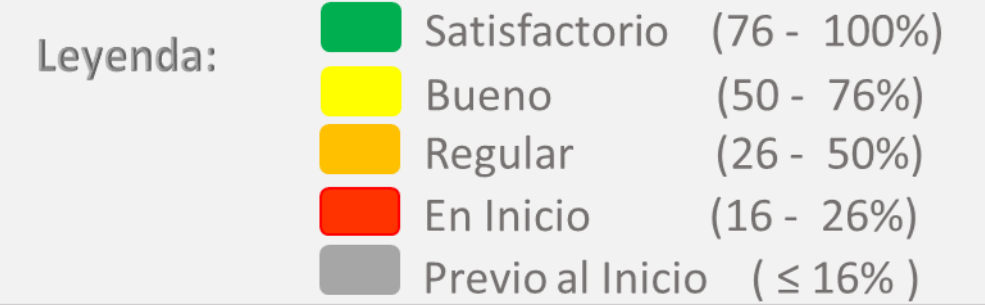 Leyenda:
Satisfactorio (76 - 100%)
Bueno (50 - 76%)
Regular (26 - 50%)
En Inicio (16 - 26%)
Previo al Inicio ( ≤ 16% )